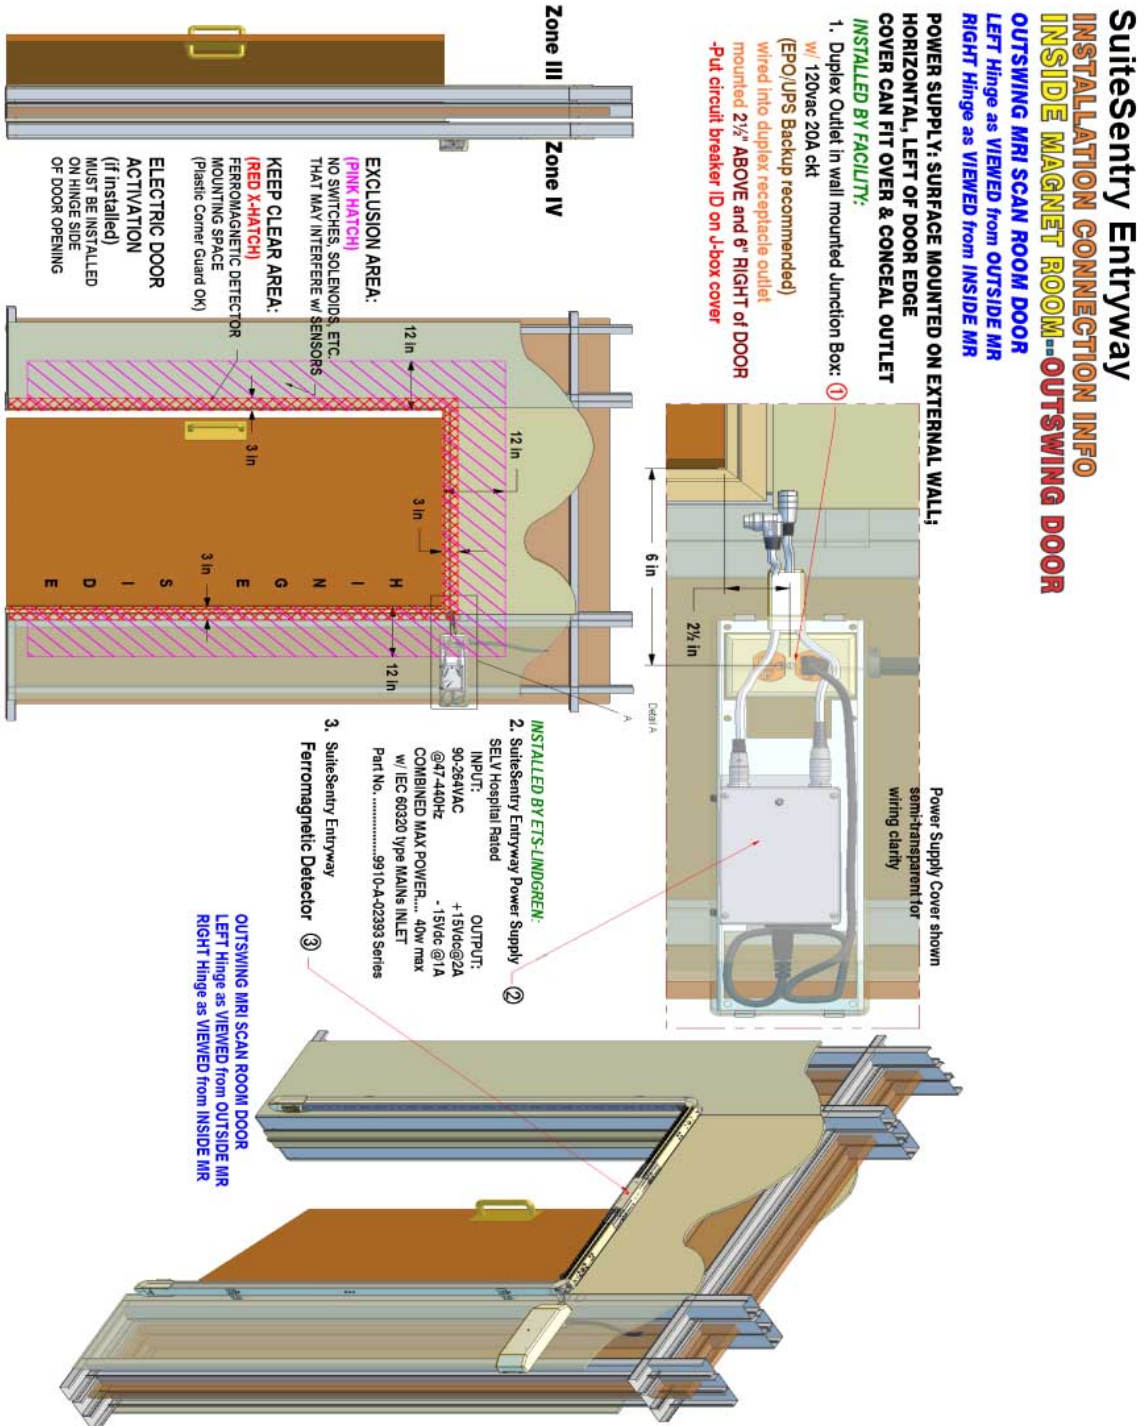 SuiteSentry Entryway
INSTALLATION CONNECTION INFO
INSIDE MAGNET ROOM--OUTSWING DOOR
OUTSWING MRI SCAN ROOM DOOR
LEFT Hinge as VIEWED from OUTSIDE MR
RIGHT Hinge as VIEWED from INSIDE MR
POWER SUPPLY: SURFACE MOUNTED ON EXTERNAL WALL;
HORIZONTAL, LEFT OF DOOR EDGE
COVER CAN FIT OVER & CONCEAL OUTLET
INSTALLED BY FACILITY:
1. Duplex Outlet in wall mounted Junction Box: ①
w/ 120vac 20A ckt
(EPO/UPS Backup recommended)
wired into duplex receptacle outlet
mounted 2½" ABOVE and 6" RIGHT of DOOR
-Put circuit breaker ID on J-box cover
Power Supply Cover shown
semi-transparent for
wiring clarity
6 in
2½ in
Detail A
Zone III
Zone IV
EXCLUSION AREA:
(PINK HATCH)
NO SWITCHES, SOLENOIDS, ETC.
THAT MAY INTERFERE w/ SENSORS
KEEP CLEAR AREA:
(RED X-HATCH)
FERROMAGNETIC DETECTOR
MOUNTING SPACE
(Plastic Corner Guard OK)
ELECTRIC DOOR
ACTIVATION
(if installed)
MUST BE INSTALLED
ON HINGE SIDE
OF DOOR OPENING
12 in
12 in
3 in
3 in
3 in
12 in
H I N G E S I D E
A
INSTALLED BY ETS-LINDGREN:
2. SuiteSentry Entryway Power Supply ②
SELV Hospital Rated
INPUT: OUTPUT:
90-264VAC +15Vdc@2A
@47-440Hz -15Vdc @1A
COMBINED MAX POWER.... 40w max
w/ IEC 60320 type MAINs INLET
Part No. ................9910-A-02393 Series
3. SuiteSentry Entryway
Ferromagnetic Detector ③
OUTSWING MRI SCAN ROOM DOOR
LEFT Hinge as VIEWED from OUTSIDE MR
RIGHT Hinge as VIEWED from INSIDE MR